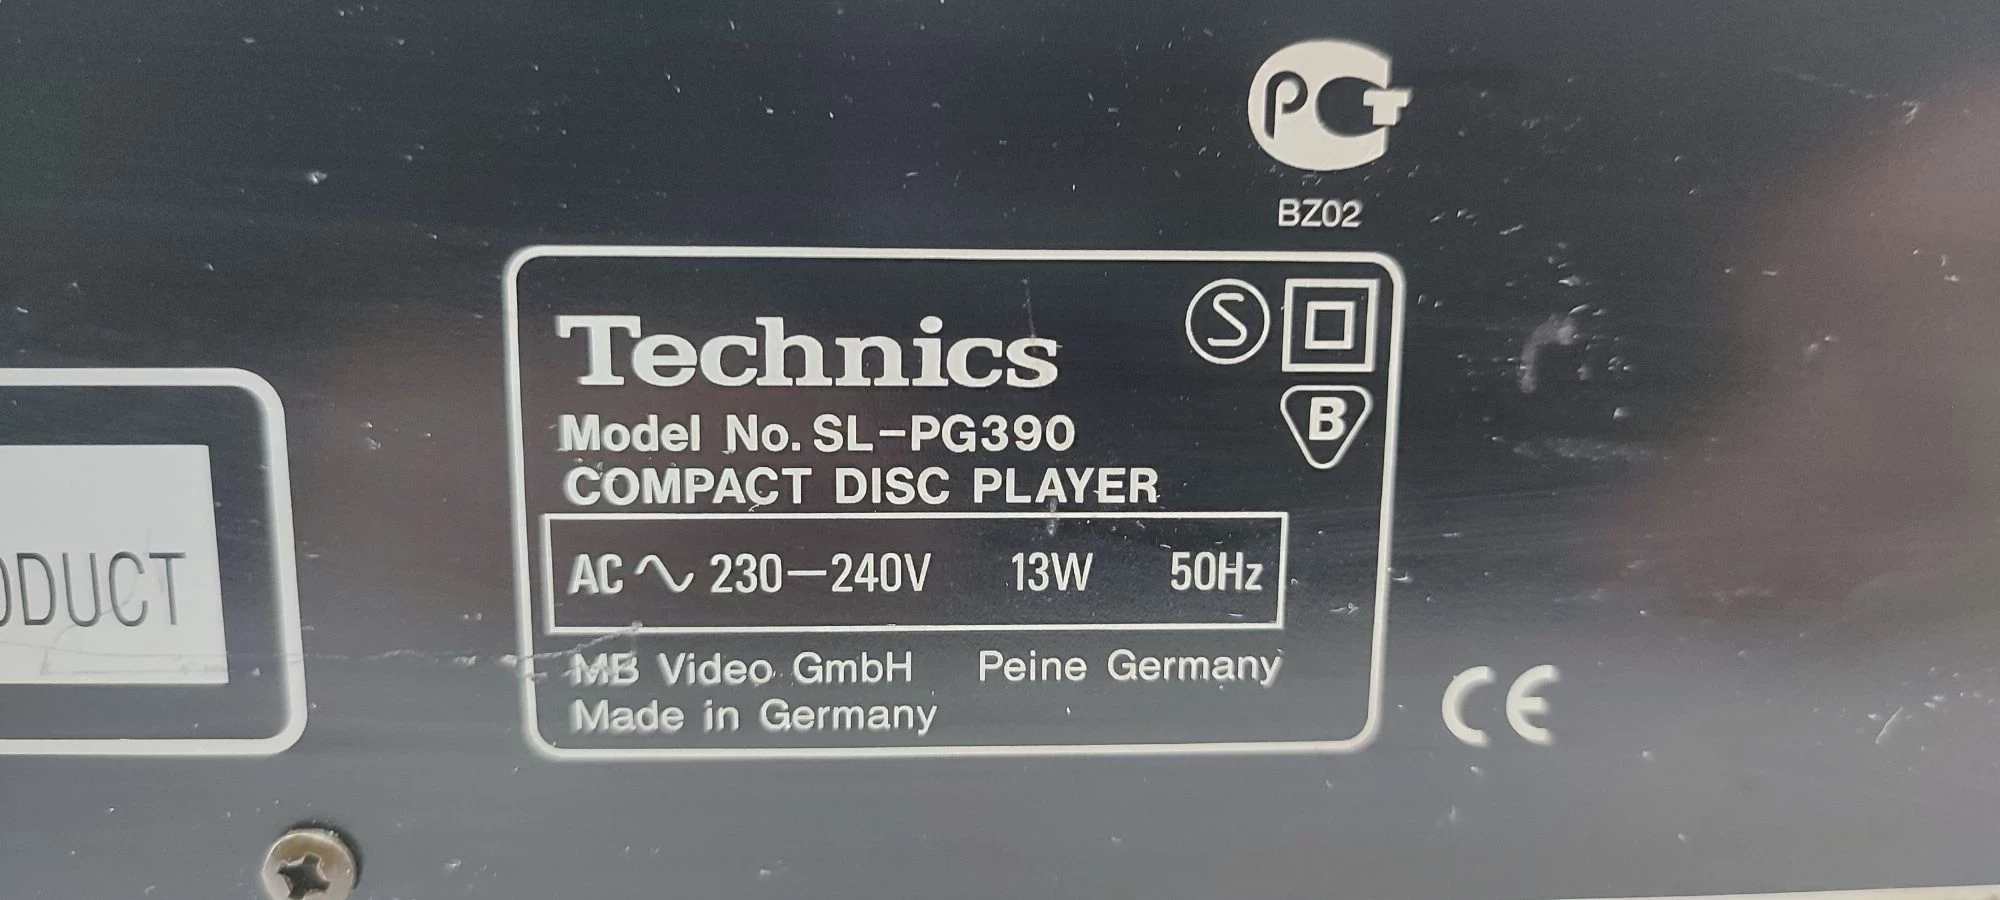 РСТ
BZ02
Technics
S
Model No. SL-PG390
B
COMPACT DISC PLAYER
AC ∿ 230—240V 13W 50Hz
ODUCT
MB Video GmbH Peine Germany
Made in Germany
CE